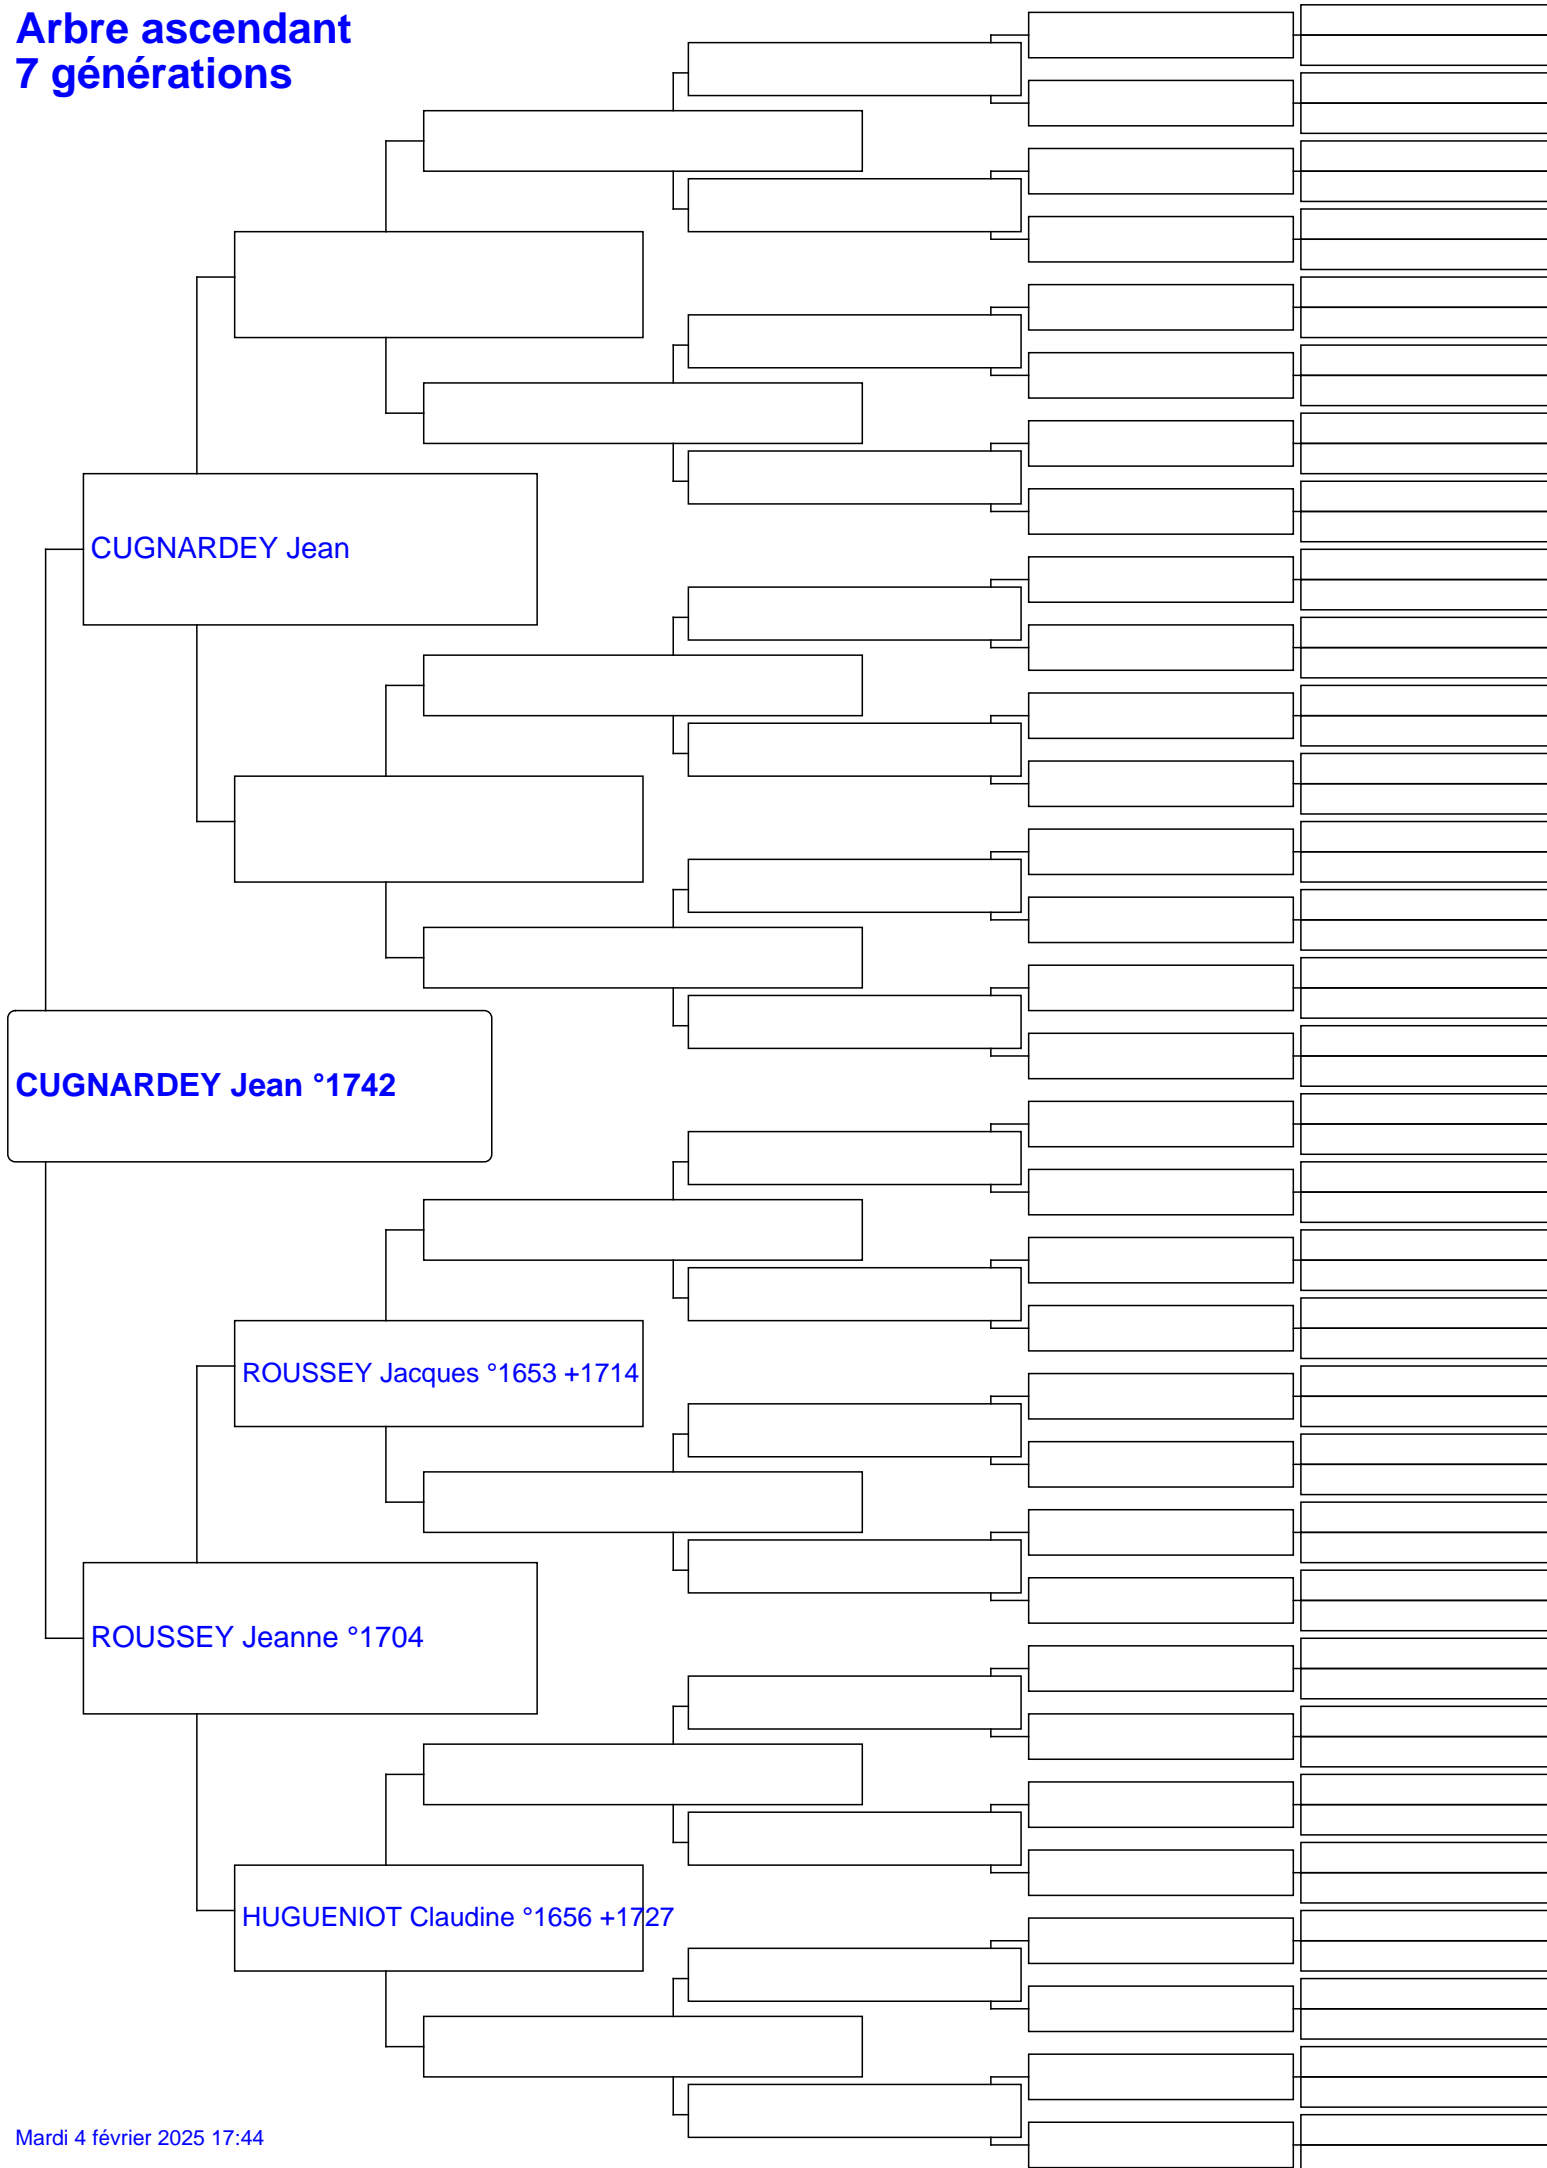 Arbre ascendant
7 générations
CUGNARDEY Jean
CUGNARDEY Jean °1742
ROUSSEY Jacques °1653 +1714
ROUSSEY Jeanne °1704
HUGUENIOT Claudine °1656 +1727
Mardi 4 février 2025 17:44